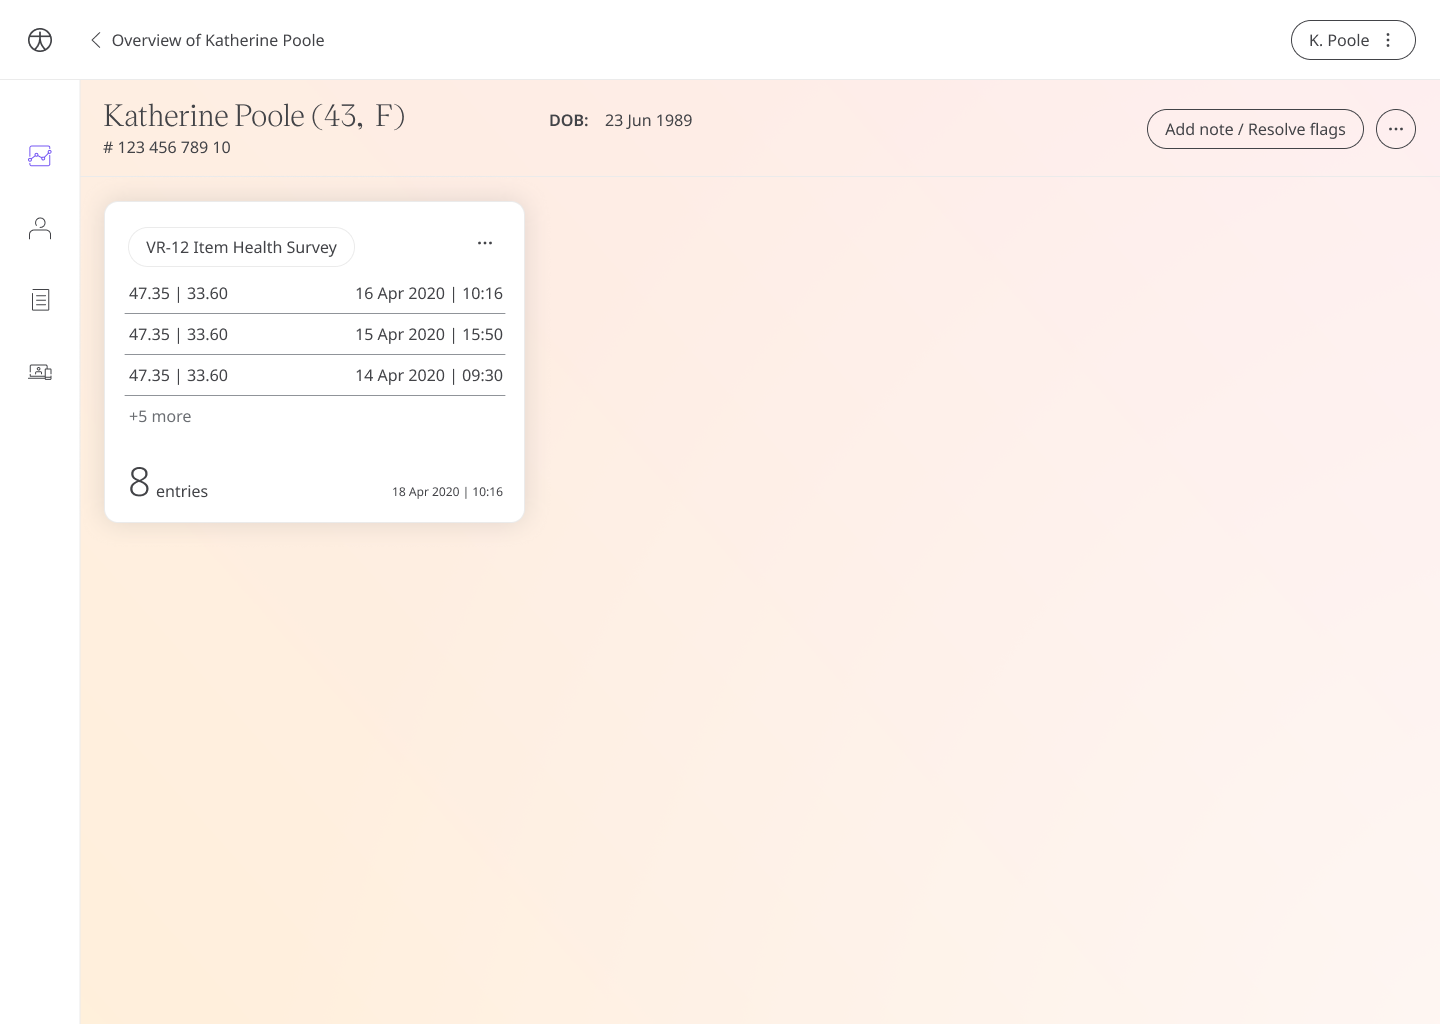 Overview of Katherine Poole
K. Poole
Katherine Poole (43, F)
DOB: 23 Jun 1989
# 123 456 789 10
Add note / Resolve flags
VR-12 Item Health Survey
47.35 | 33.60 16 Apr 2020 | 10:16
47.35 | 33.60 15 Apr 2020 | 15:50
47.35 | 33.60 14 Apr 2020 | 09:30
+5 more
8 entries 18 Apr 2020 | 10:16